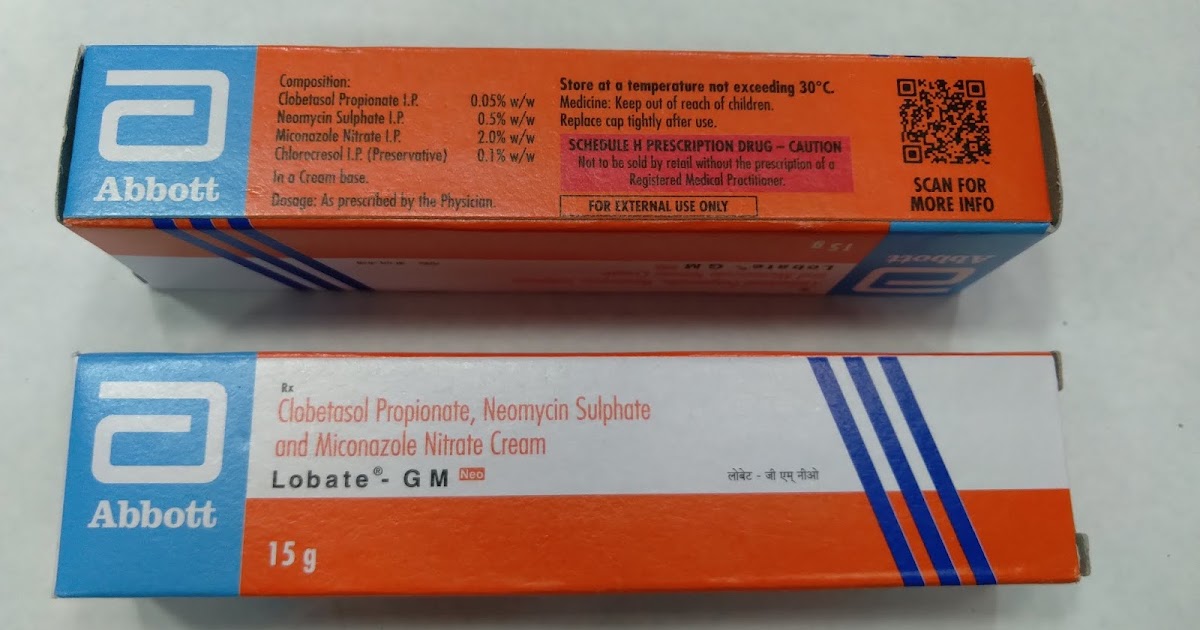 Abbott
Composition:
Clobetasol Propionate I.P. 0.05% w/w
Neomycin Sulphate I.P. 0.5% w/w
Miconazole Nitrate I.P. 2.0% w/w
Chlorocresol I.P. (Preservative) 0.1% w/w
In a Cream base.
Dosage: As prescribed by the Physician.
Store at a temperature not exceeding 30°C.
Medicine: Keep out of reach of children.
Replace cap tightly after use.
SCHEDULE H PRESCRIPTION DRUG – CAUTION
Not to be sold by retail without the prescription of a
Registered Medical Practitioner.
FOR EXTERNAL USE ONLY
SCAN FOR
MORE INFO
15 g
Lobate - GM
Abbott
Abbott
Rx
Clobetasol Propionate, Neomycin Sulphate
and Miconazole Nitrate Cream
Lobate®- GM Neo
लोबेट - जी एम् नीओ
15 g